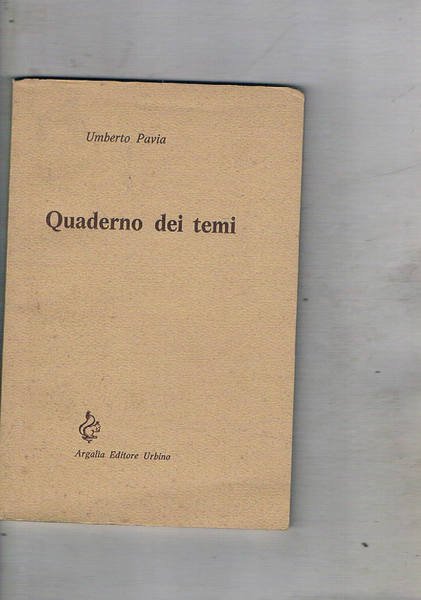 Umberto Pavia
Quaderno dei temi
Argalia Editore Urbino